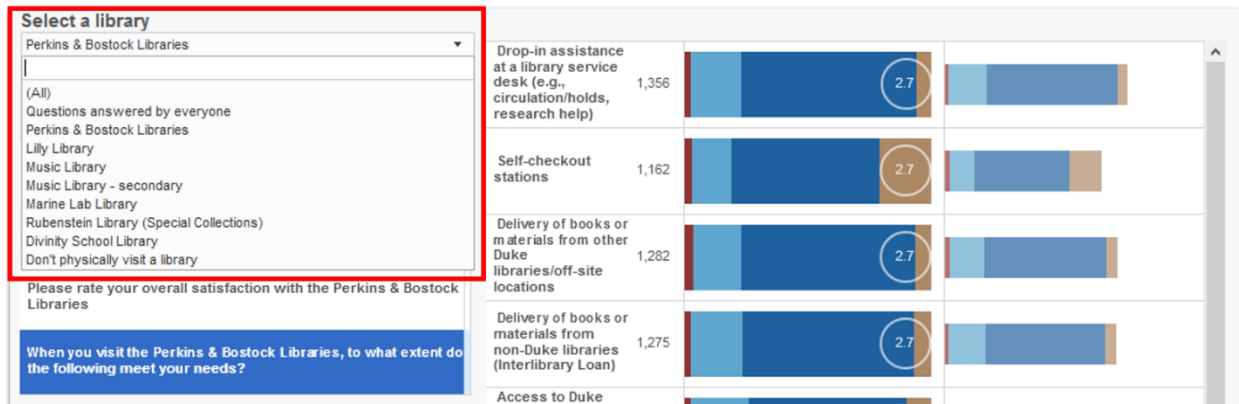 Select a library
Perkins & Bostock Libraries
(All)
Questions answered by everyone
Perkins & Bostock Libraries
Lilly Library
Music Library
Music Library - secondary
Marine Lab Library
Rubenstein Library (Special Collections)
Divinity School Library
Don't physically visit a library
Please rate your overall satisfaction with the Perkins & Bostock
Libraries
When you visit the Perkins & Bostock Libraries, to what extent do
the following meet your needs?
Drop-in assistance
at a library service
desk (e.g.,
circulation/holds,
research help)
1,356
2.7
Self-checkout
stations
1,162
2.7
Delivery of books or
materials from other
Duke
libraries/off-site
locations
1,282
2.7
Delivery of books or
materials from
non-Duke libraries
(Interlibrary Loan)
1,275
2.7
Access to Duke